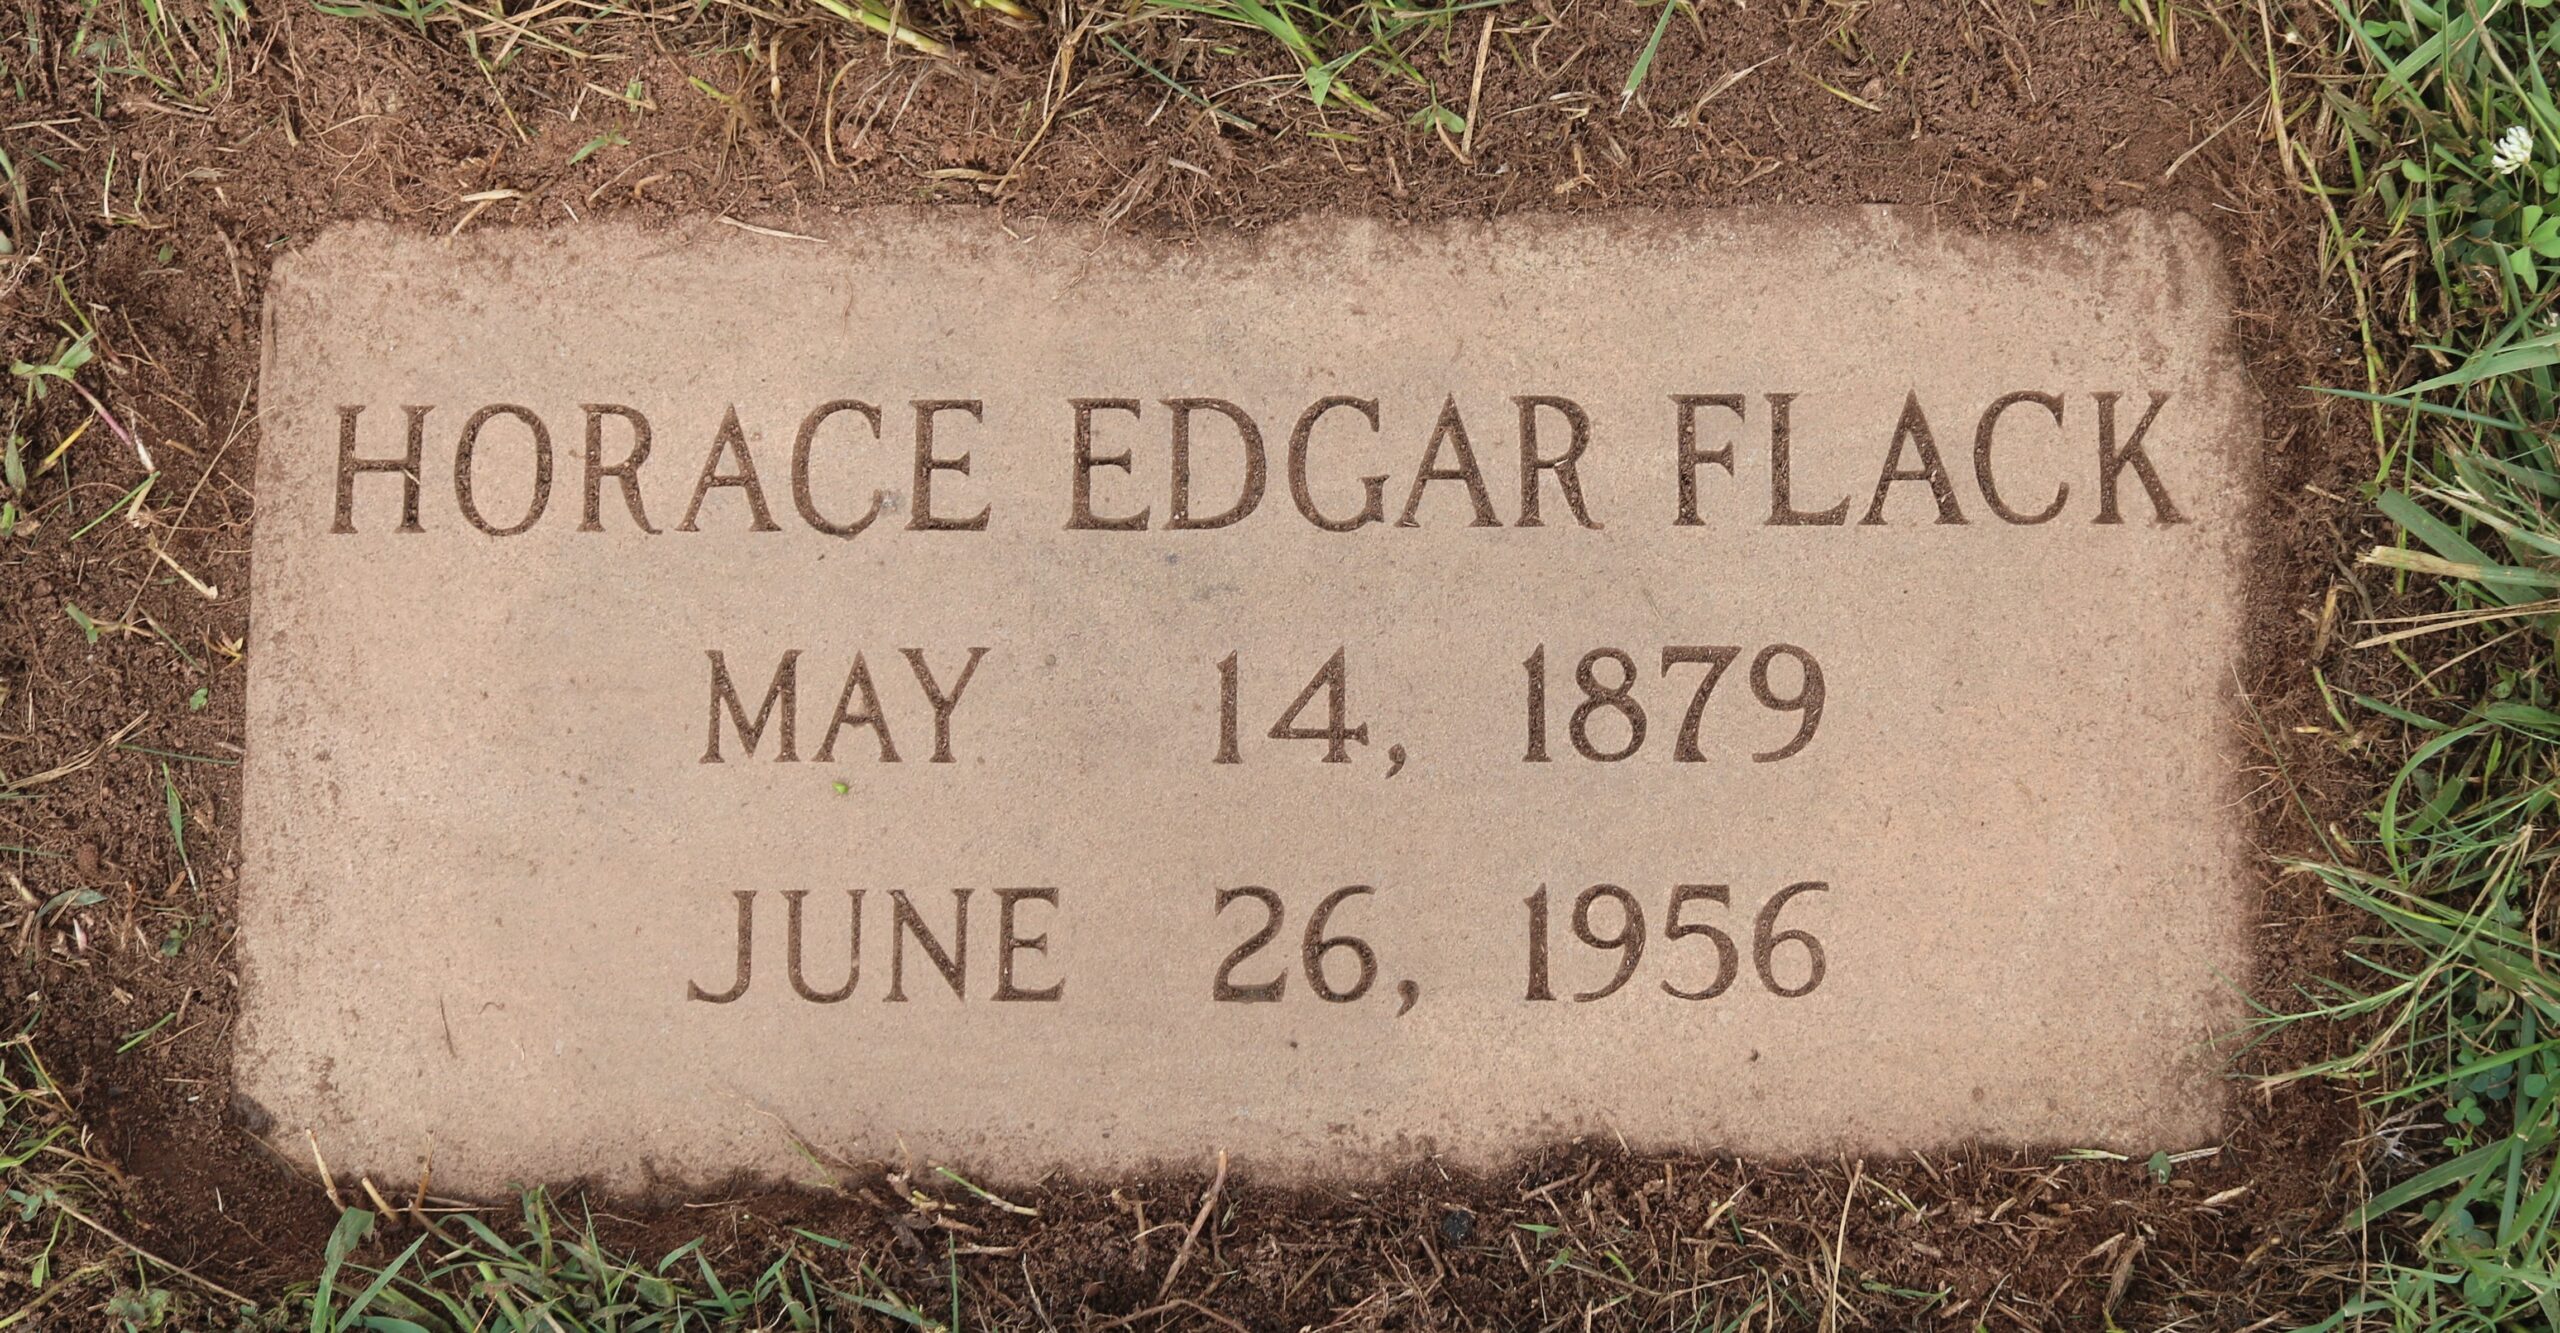 HORACE EDGAR FLACK
MAY 14, 1879
JUNE 26, 1956